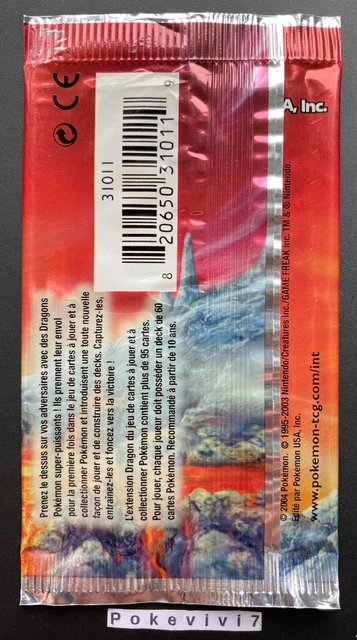 Prenez le dessus sur vos adversaires avec des Dragons
Pokémon super-puissants ! Ils prennent leur envol
pour la première fois dans le jeu de cartes à jouer et à
collectionner Pokémon et introduisent une toute nouvelle
façon de jouer et de construire des decks. Capturez-les,
entraînez-les et foncez vers la victoire !
L'extension Dragon du jeu de cartes à jouer et à
collectionner Pokémon contient plus de 95 cartes.
Pour jouer, chaque joueur doit posséder un deck de 60
cartes Pokémon. Recommandé à partir de 10 ans.
CE
31011
8 20650 31011 9
A, Inc.
© 2004 Pokémon. © 1995-2003 Nintendo/Creatures Inc./GAME FREAK Inc. TM & ® Nintendo.
Édité par Pokémon USA, Inc.
www.pokemon-tcg.com/int
Pokevivi7